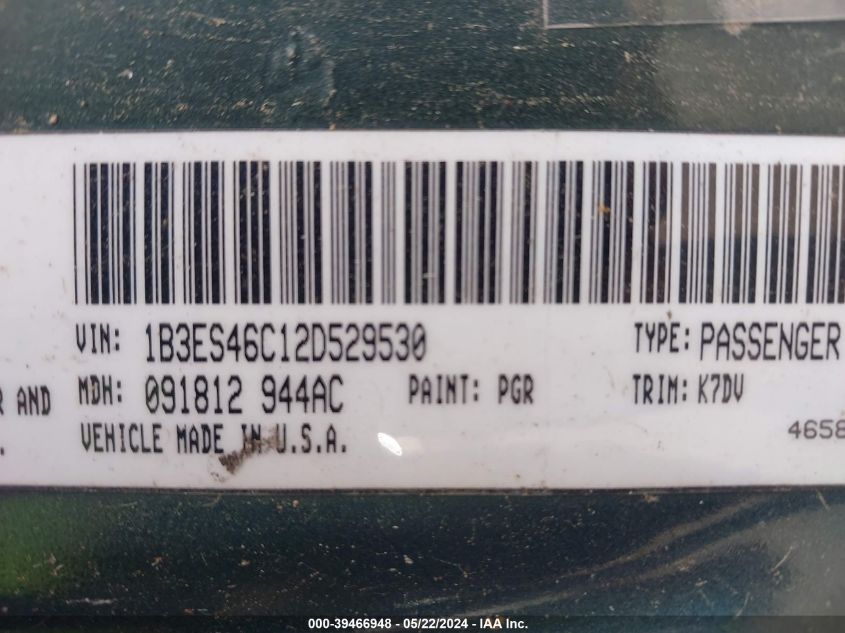 VIN: 1B3ES46C12D529530 TYPE: PASSENGER
R AND MDH: 091812 944AC PAINT: PGR TRIM: K7DV
. VEHICLE MADE IN U.S.A. 4658
000-39466948 - 05/22/2024 - IAA Inc.